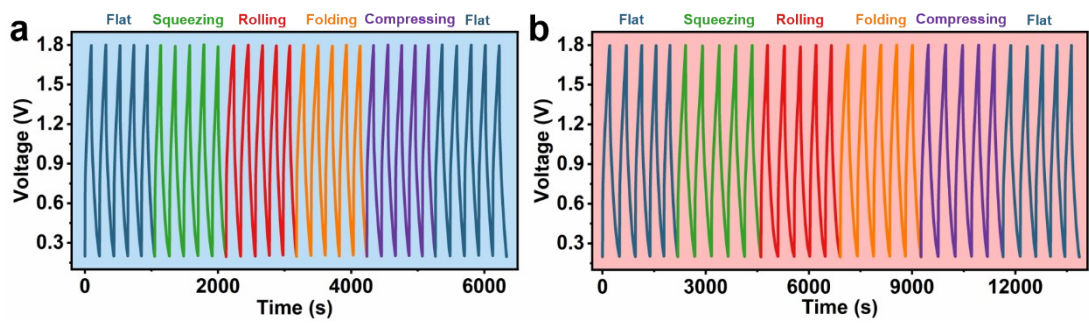 a
Flat Squeezing Rolling Folding Compressing Flat
Voltage (V)
1.8
1.5
1.2
0.9
0.6
0.3
0 2000 4000 6000
Time (s)
b
Flat Squeezing Rolling Folding Compressing Flat
Voltage (V)
1.8
1.5
1.2
0.9
0.6
0.3
0 3000 6000 9000 12000
Time (s)